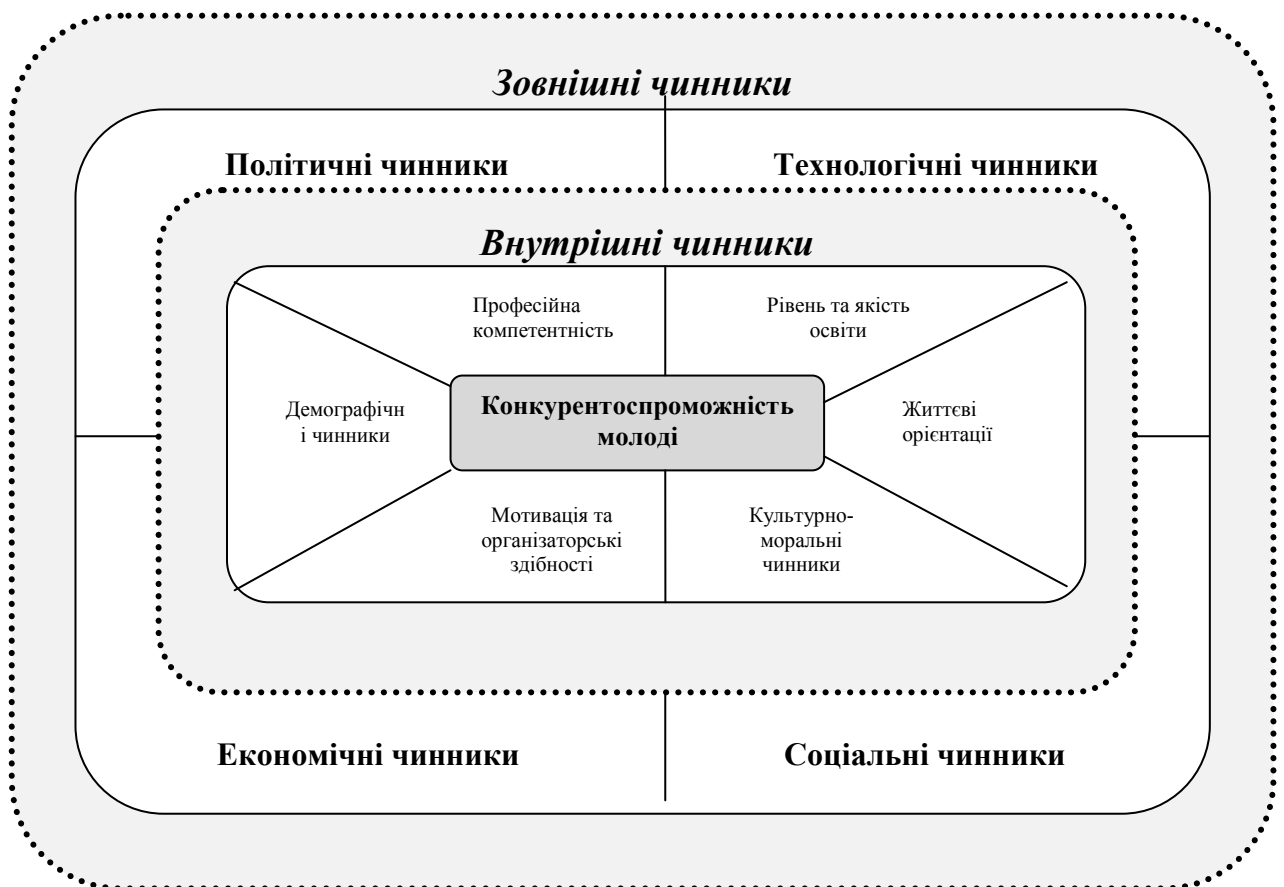 Зовнішні чинники
Політичні чинники
Технологічні чинники
Внутрішні чинники
Професійна
компетентність
Рівень та якість
освіти
Демографічн
і чинники
Конкурентоспроможність
молоді
Життєві
орієнтації
Мотивація та
організаторські
здібності
Культурно-
моральні
чинники
Економічні чинники
Соціальні чинники